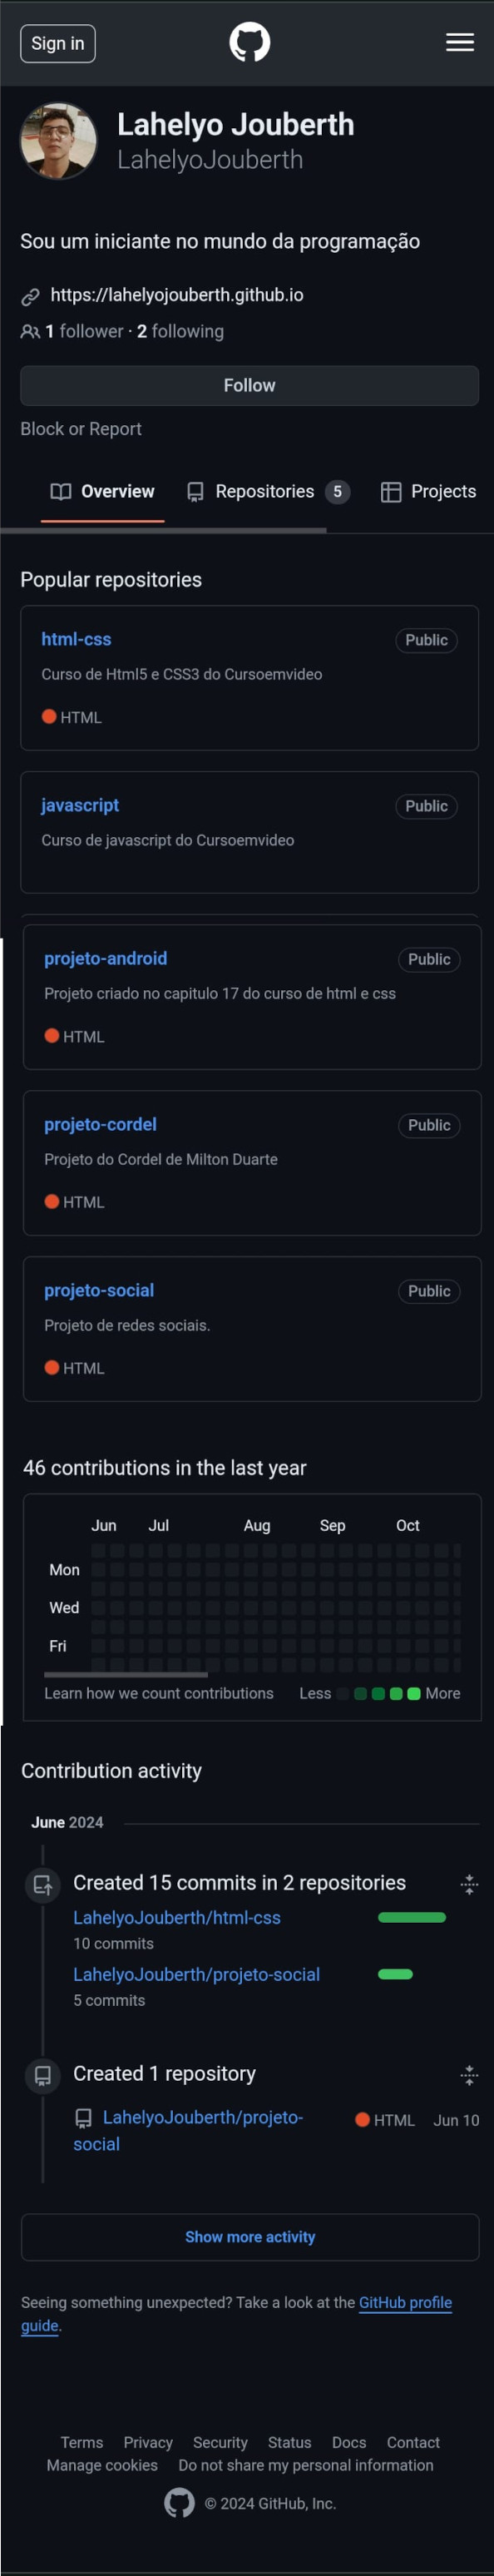 Sign in
Lahelyo Jouberth
LahelyoJouberth
Sou um iniciante no mundo da programação
https://lahelyojouberth.github.io
1 follower · 2 following
Follow
Block or Report
Overview Repositories 5 Projects
Popular repositories
html-css Public
Curso de Html5 e CSS3 do Cursoemvideo
HTML
javascript Public
Curso de javascript do Cursoemvideo
projeto-android Public
Projeto criado no capitulo 17 do curso de html e css
HTML
projeto-cordel Public
Projeto do Cordel de Milton Duarte
HTML
projeto-social Public
Projeto de redes sociais.
HTML
46 contributions in the last year
Jun Jul Aug Sep Oct
Mon
Wed
Fri
Learn how we count contributions Less More
Contribution activity
June 2024
Created 15 commits in 2 repositories
LahelyoJouberth/html-css
10 commits
LahelyoJouberth/projeto-social
5 commits
Created 1 repository
LahelyoJouberth/projeto- HTML Jun 10
social
Show more activity
Seeing something unexpected? Take a look at the GitHub profile
guide.
Terms Privacy Security Status Docs Contact
Manage cookies Do not share my personal information
© 2024 GitHub, Inc.